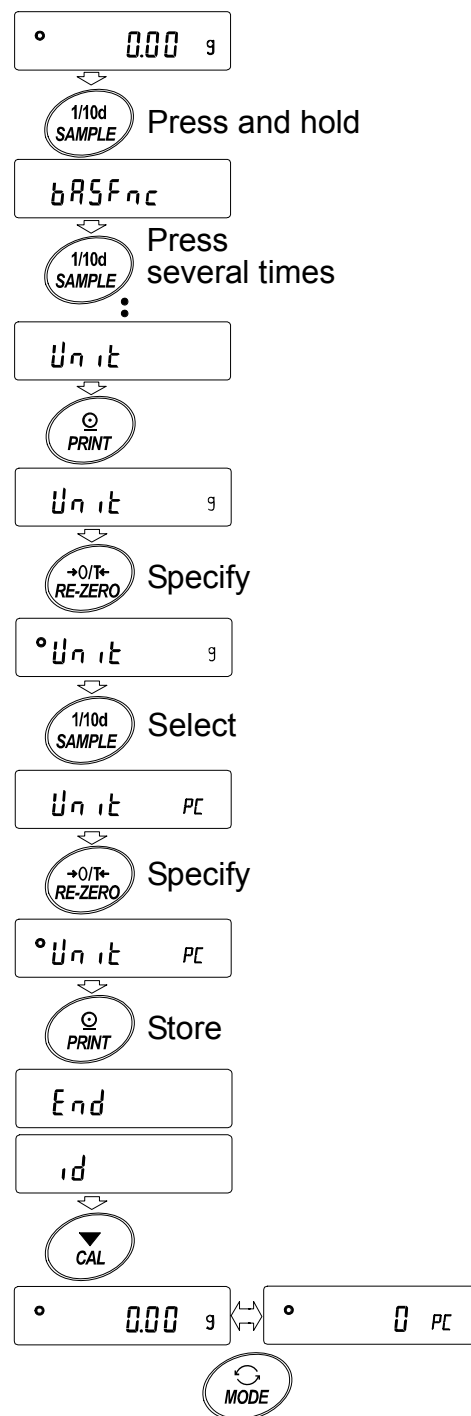 0.00 g
1/10d
SAMPLE
Press and hold
bASFnc
1/10d
SAMPLE
Press
several times
Unit
PRINT
Unit g
→0/T←
RE-ZERO
Specify
Unit g
1/10d
SAMPLE
Select
Unit PC
→0/T←
RE-ZERO
Specify
Unit PC
PRINT
Store
End
id
CAL
0.00 g
0 PC
MODE